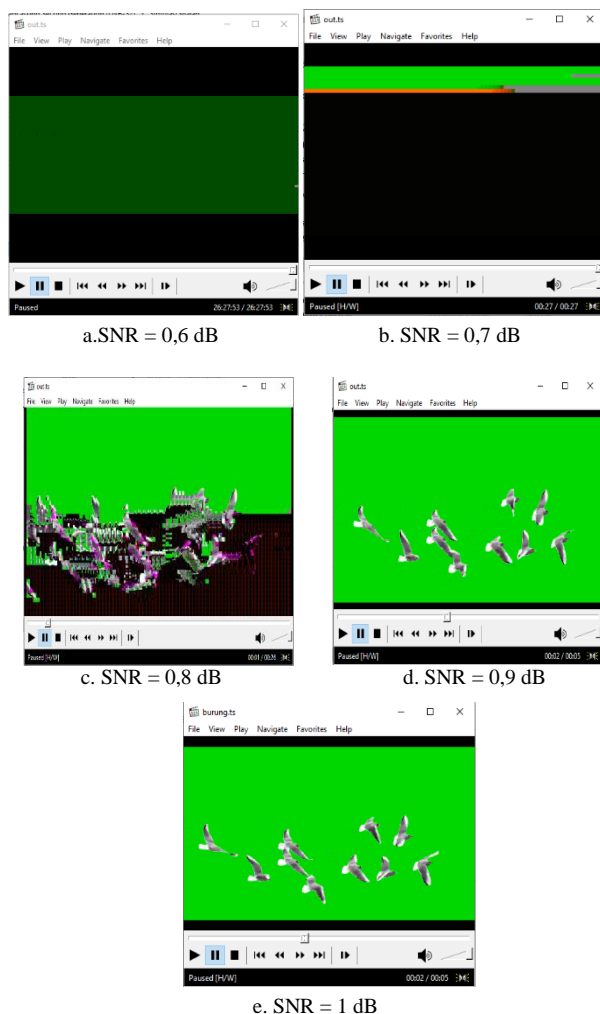 out.ts
File View Play Navigate Favorites Help
Paused
26:27:53 / 26:27:53
a.SNR = 0,6 dB
out.ts
File View Play Navigate Favorites Help
Paused [H/W]
00:27 / 00:27
b. SNR = 0,7 dB
out.ts
File View Play Navigate Favorites Help
Paused [H/W]
00:01 / 00:26
c. SNR = 0,8 dB
out.ts
File View Play Navigate Favorites Help
Paused [H/W]
00:02 / 00:05
d. SNR = 0,9 dB
burung.ts
File View Play Navigate Favorites Help
Paused [H/W]
00:02 / 00:05
e. SNR = 1 dB